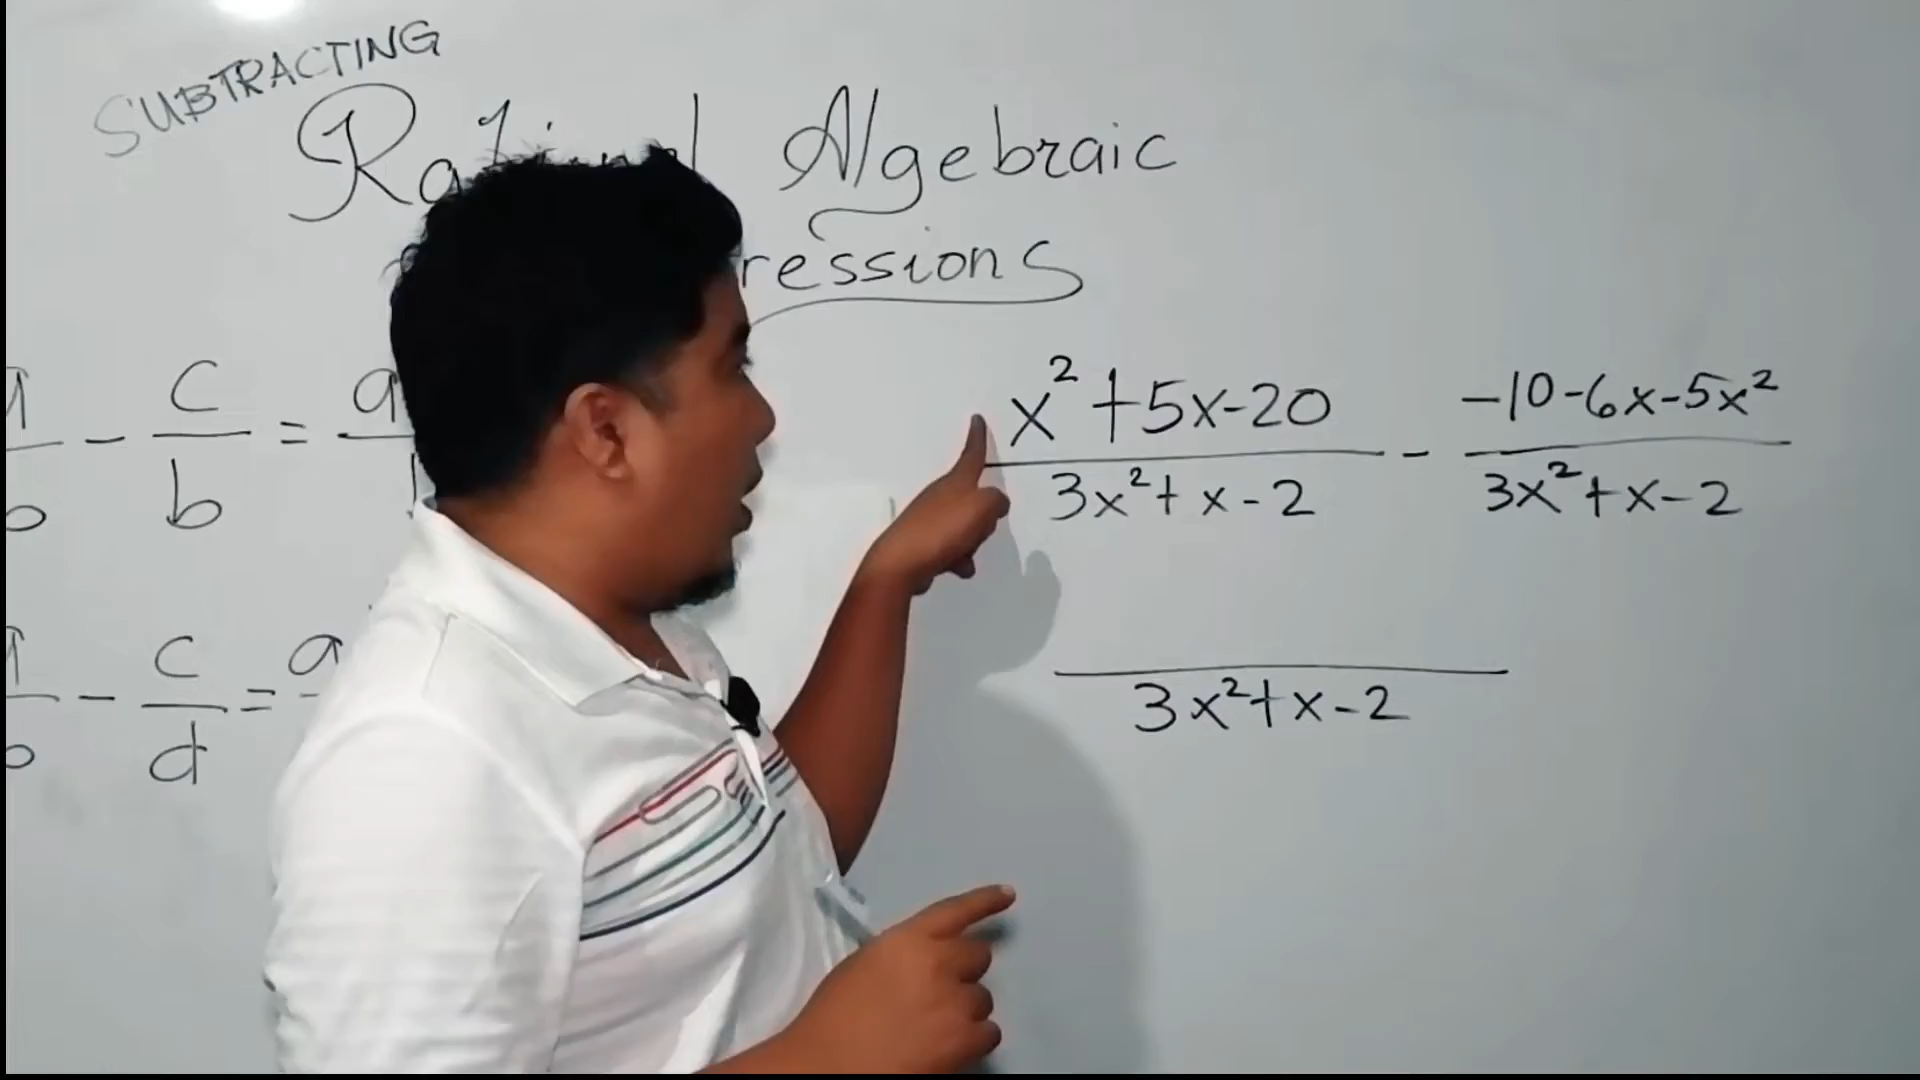 SUBTRACTING
Algebraic
ressions
x² + 5x - 20 / 3x² + x - 2 - -10 - 6x - 5x² / 3x² + x - 2
- c/b = a
3x² + x - 2
- c/d = a